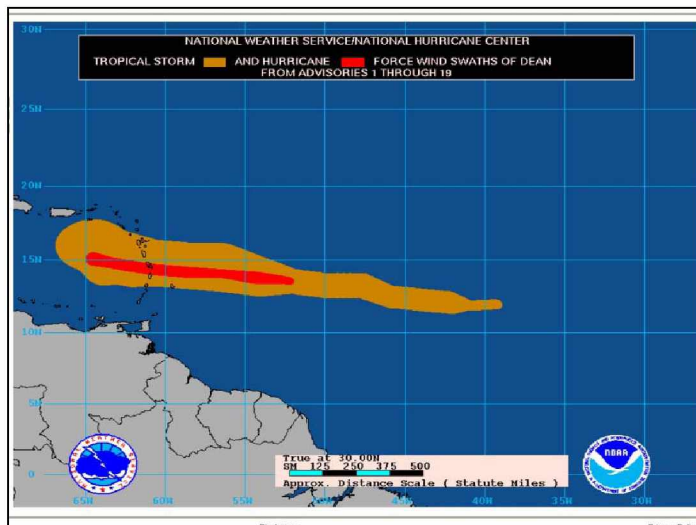 30N
NATIONAL WEATHER SERVICE/NATIONAL HURRICANE CENTER
TROPICAL STORM AND HURRICANE FORCE WIND SWATHS OF DEAN
FROM ADVISORIES 1 THROUGH 19
25N
20N
15N
10N
5N
0
True at 30.00N
SM 125 250 375 500
Approx. Distance Scale ( Statute Miles )
NOAA
65W 60W 55W 50W 45W 40W 35W 30W